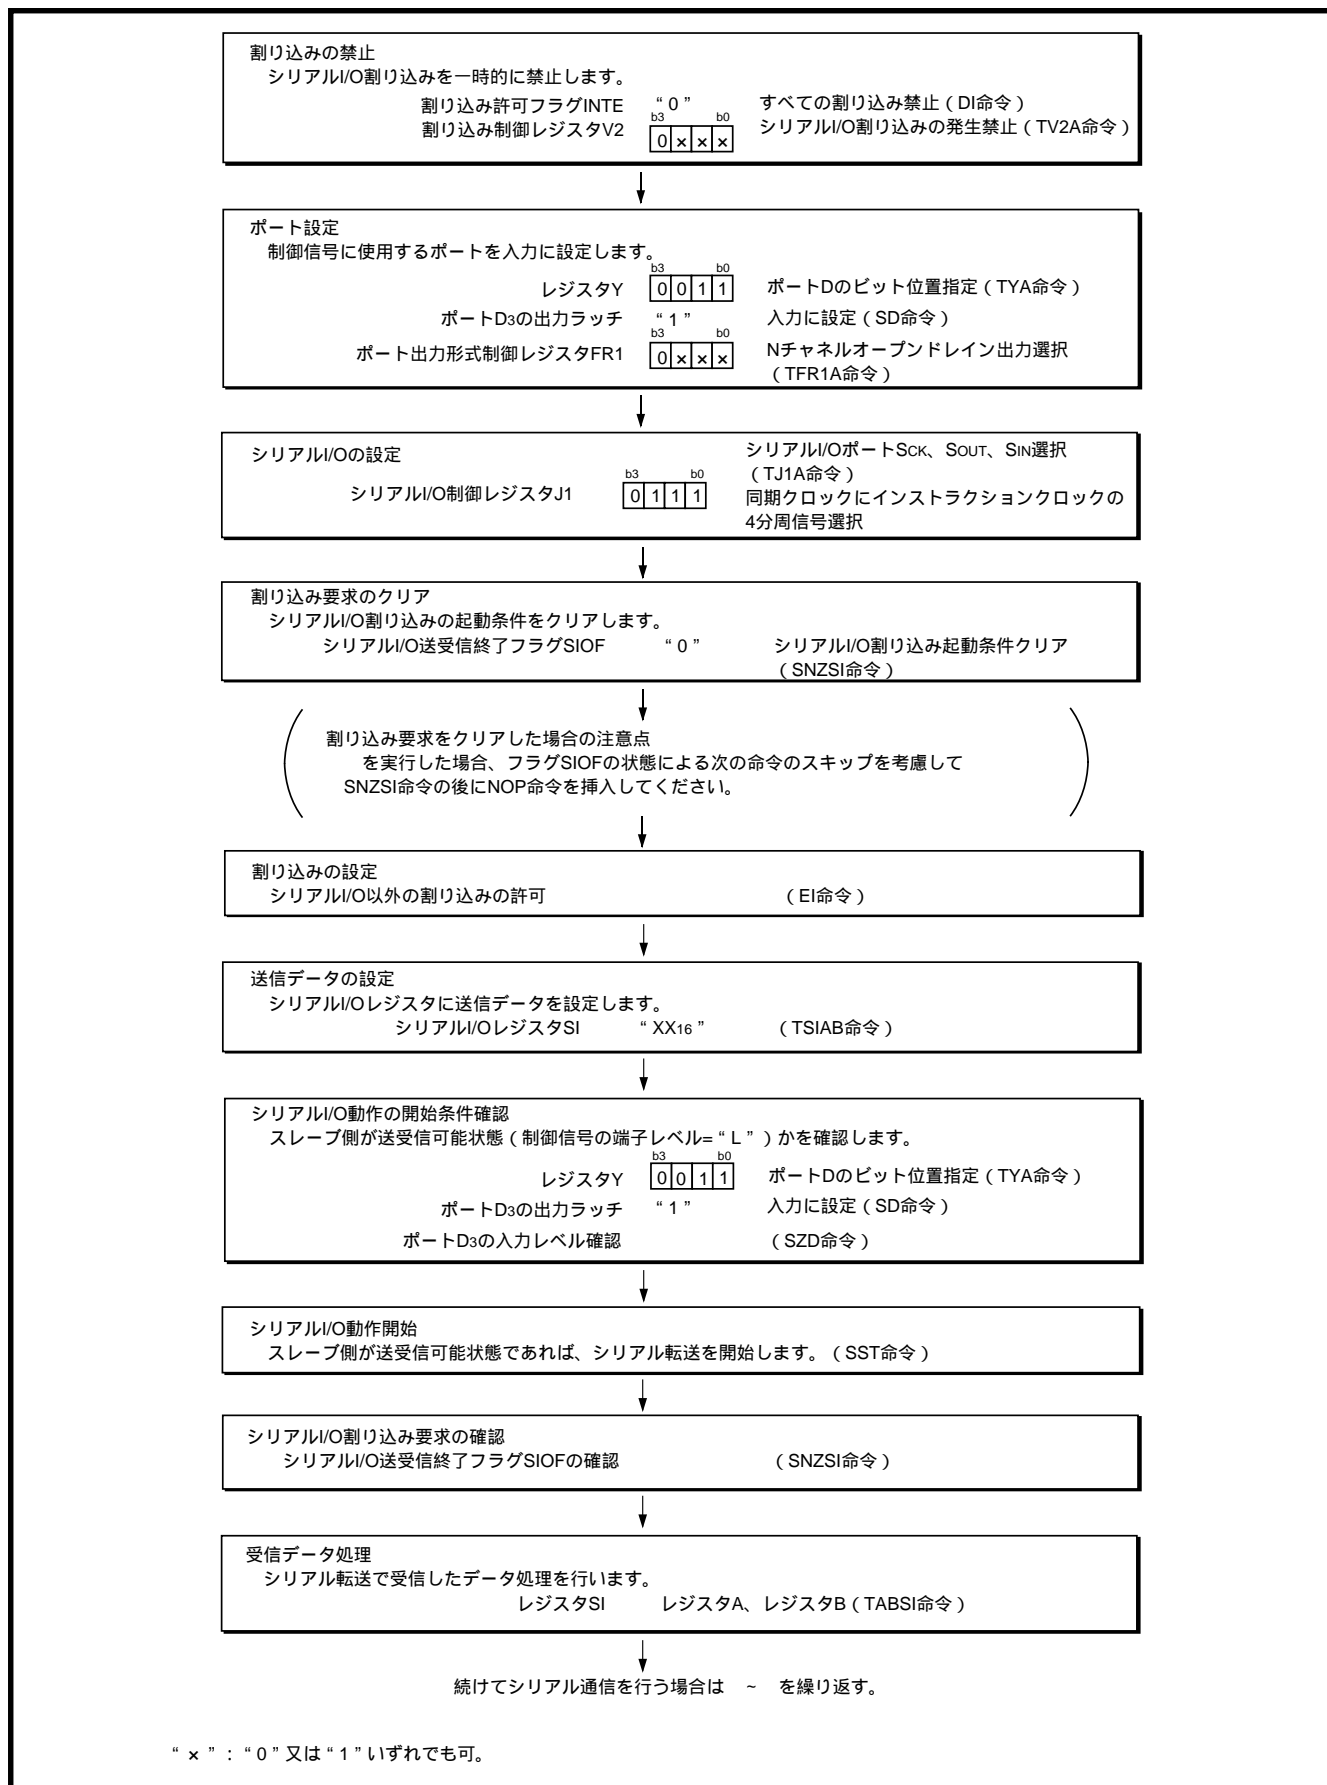 割り込みの禁止
シリアルI/O割り込みを一時的に禁止します。
割り込み許可フラグINTE “ 0 ” すべての割り込み禁止（DI命令）
b3 b0
割り込み制御レジスタV2 0 × × × シリアルI/O割り込みの発生禁止（TV2A命令）
ポート設定
制御信号に使用するポートを入力に設定します。
b3 b0
レジスタY 0 0 1 1 ポートDのビット位置指定（TYA命令）
ポートD3の出力ラッチ “ 1 ” 入力に設定（SD命令）
b3 b0
ポート出力形式制御レジスタFR1 0 × × × Nチャネルオープンドレイン出力選択
（TFR1A命令）
シリアルI/Oの設定 シリアルI/OポートSCK、SOUT、SIN選択
b3 b0 （TJ1A命令）
シリアルI/O制御レジスタJ1 0 1 1 1 同期クロックにインストラクションクロックの
4分周信号選択
割り込み要求のクリア
シリアルI/O割り込みの起動条件をクリアします。
シリアルI/O送受信終了フラグSIOF “ 0 ” シリアルI/O割り込み起動条件クリア
（SNZSI命令）
割り込み要求をクリアした場合の注意点
を実行した場合、フラグSIOFの状態による次の命令のスキップを考慮して
SNZSI命令の後にNOP命令を挿入してください。
割り込みの設定
シリアルI/O以外の割り込みの許可 （EI命令）
送信データの設定
シリアルI/Oレジスタに送信データを設定します。
シリアルI/OレジスタSI “ XX16 ” （TSIAB命令）
シリアルI/O動作の開始条件確認
スレーブ側が送受信可能状態（制御信号の端子レベル= “ L ” ）かを確認します。
b3 b0
レジスタY 0 0 1 1 ポートDのビット位置指定（TYA命令）
ポートD3の出力ラッチ “ 1 ” 入力に設定（SD命令）
ポートD3の入力レベル確認 （SZD命令）
シリアルI/O動作開始
スレーブ側が送受信可能状態であれば、シリアル転送を開始します。（SST命令）
シリアルI/O割り込み要求の確認
シリアルI/O送受信終了フラグSIOFの確認 （SNZSI命令）
受信データ処理
シリアル転送で受信したデータ処理を行います。
レジスタSI レジスタA、レジスタB（TABSI命令）
続けてシリアル通信を行う場合は ~ を繰り返す。
“ × ” ： “ 0 ” 又は “ 1 ” いずれでも可。